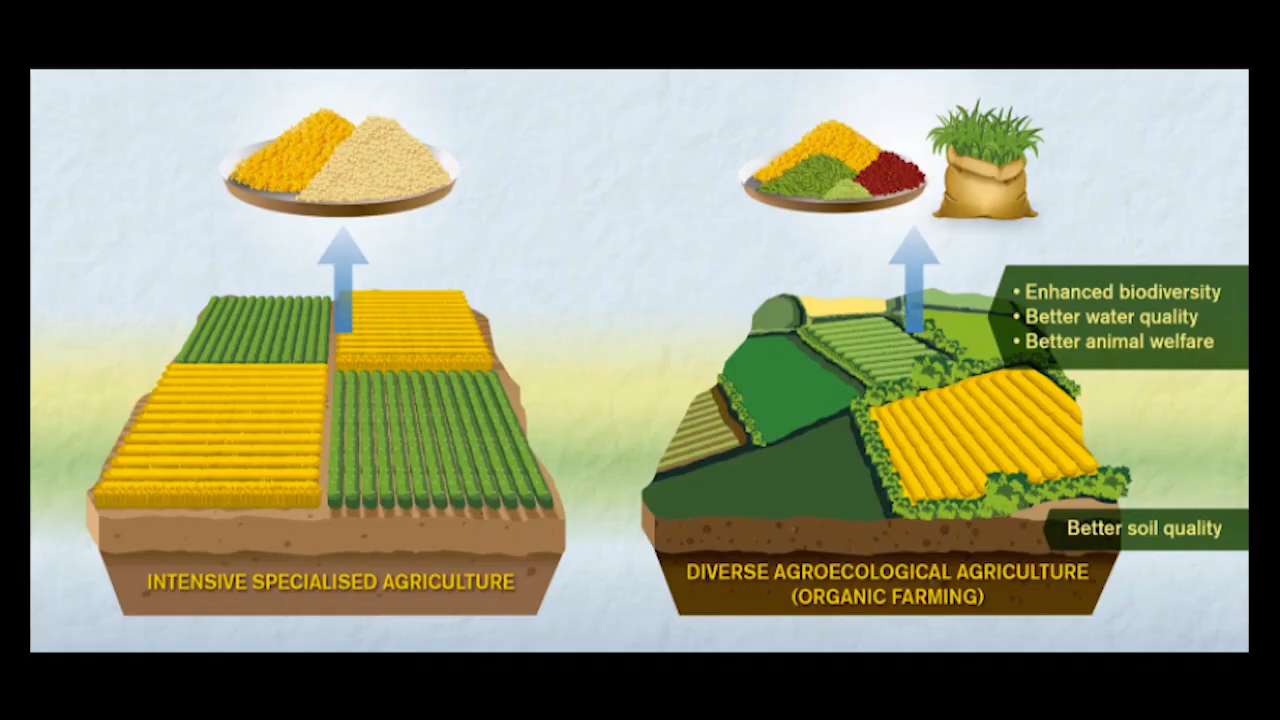 • Enhanced biodiversity
• Better water quality
• Better animal welfare
Better soil quality
INTENSIVE SPECIALISED AGRICULTURE
DIVERSE AGROECOLOGICAL AGRICULTURE
(ORGANIC FARMING)